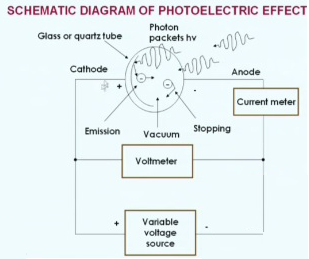 SCHEMATIC DIAGRAM OF PHOTOELECTRIC EFFECT
Photon
packets hv
Glass or quartz tube
Cathode
Anode
+
-
Current meter
Emission
Vacuum
Stopping
Voltmeter
+
Variable
voltage
source
-